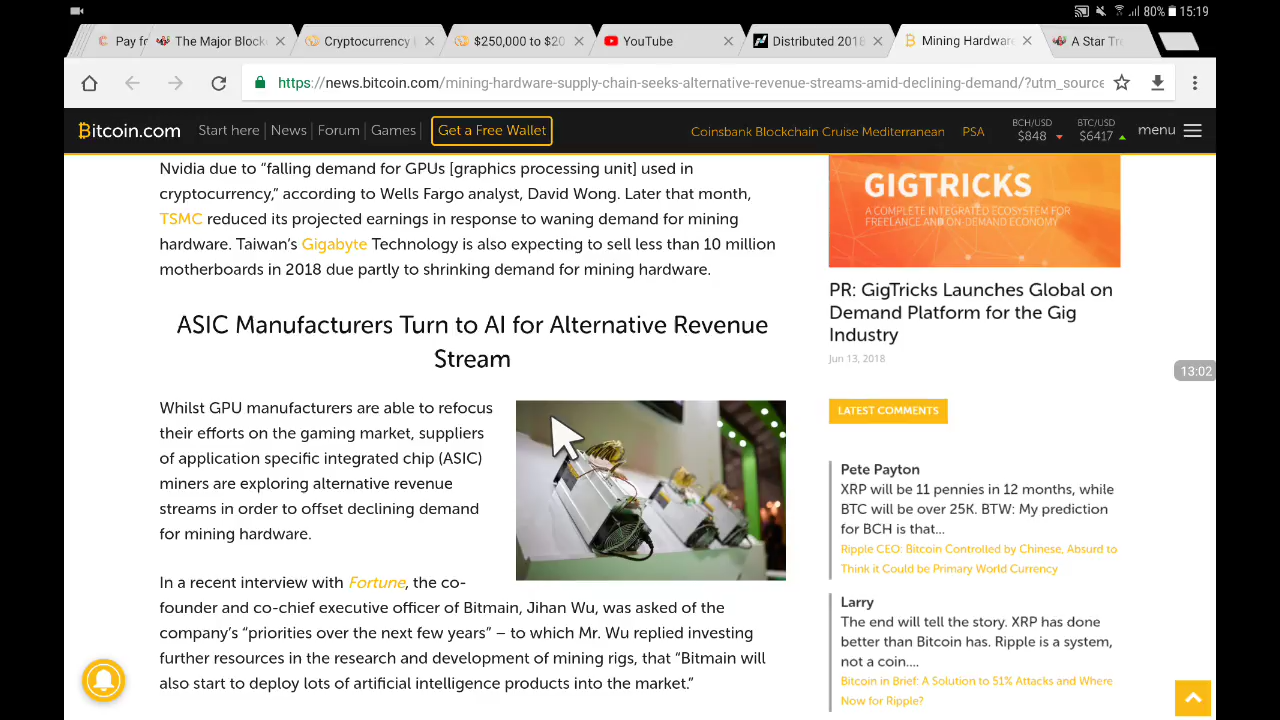 80% 15:19
Pay fo
The Major Block
Cryptocurrency
$250,000 to $20
YouTube
Distributed 2018
Mining Hardware
A Star Tre
https://news.bitcoin.com/mining-hardware-supply-chain-seeks-alternative-revenue-streams-amid-declining-demand/?utm_source
Bitcoin.com
Start here
News
Forum
Games
Get a Free Wallet
Coinsbank Blockchain Cruise Mediterranean
PSA
BCH/USD
$848
BTC/USD
$6417
menu
Nvidia due to “falling demand for GPUs [graphics processing unit] used in
cryptocurrency,” according to Wells Fargo analyst, David Wong. Later that month,
TSMC reduced its projected earnings in response to waning demand for mining
hardware. Taiwan’s Gigabyte Technology is also expecting to sell less than 10 million
motherboards in 2018 due partly to shrinking demand for mining hardware.
ASIC Manufacturers Turn to AI for Alternative Revenue
Stream
Whilst GPU manufacturers are able to refocus
their efforts on the gaming market, suppliers
of application specific integrated chip (ASIC)
miners are exploring alternative revenue
streams in order to offset declining demand
for mining hardware.
In a recent interview with Fortune, the co-
founder and co-chief executive officer of Bitmain, Jihan Wu, was asked of the
company’s “priorities over the next few years” – to which Mr. Wu replied investing
further resources in the research and development of mining rigs, that “Bitmain will
also start to deploy lots of artificial intelligence products into the market.”
GIGTRICKS
A COMPLETE INTEGRATED ECOSYSTEM FOR
FREELANCE AND ON-DEMAND ECONOMY
PR: GigTricks Launches Global on
Demand Platform for the Gig
Industry
Jun 13, 2018
13:02
LATEST COMMENTS
Pete Payton
XRP will be 11 pennies in 12 months, while
BTC will be over 25K. BTW: My prediction
for BCH is that...
Ripple CEO: Bitcoin Controlled by Chinese, Absurd to
Think it Could be Primary World Currency
Larry
The end will tell the story. XRP has done
better than Bitcoin has. Ripple is a system,
not a coin....
Bitcoin in Brief: A Solution to 51% Attacks and Where
Now for Ripple?